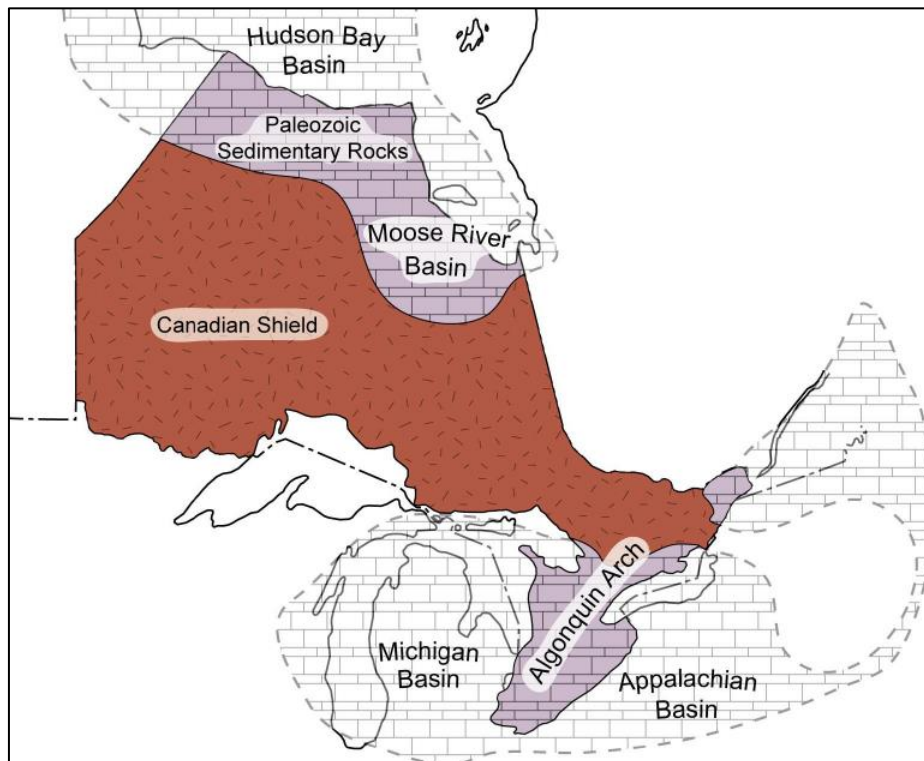 Hudson Bay
Basin
Paleozoic
Sedimentary Rocks
Moose River
Basin
Canadian Shield
Algonquin Arch
Michigan
Basin
Appalachian
Basin